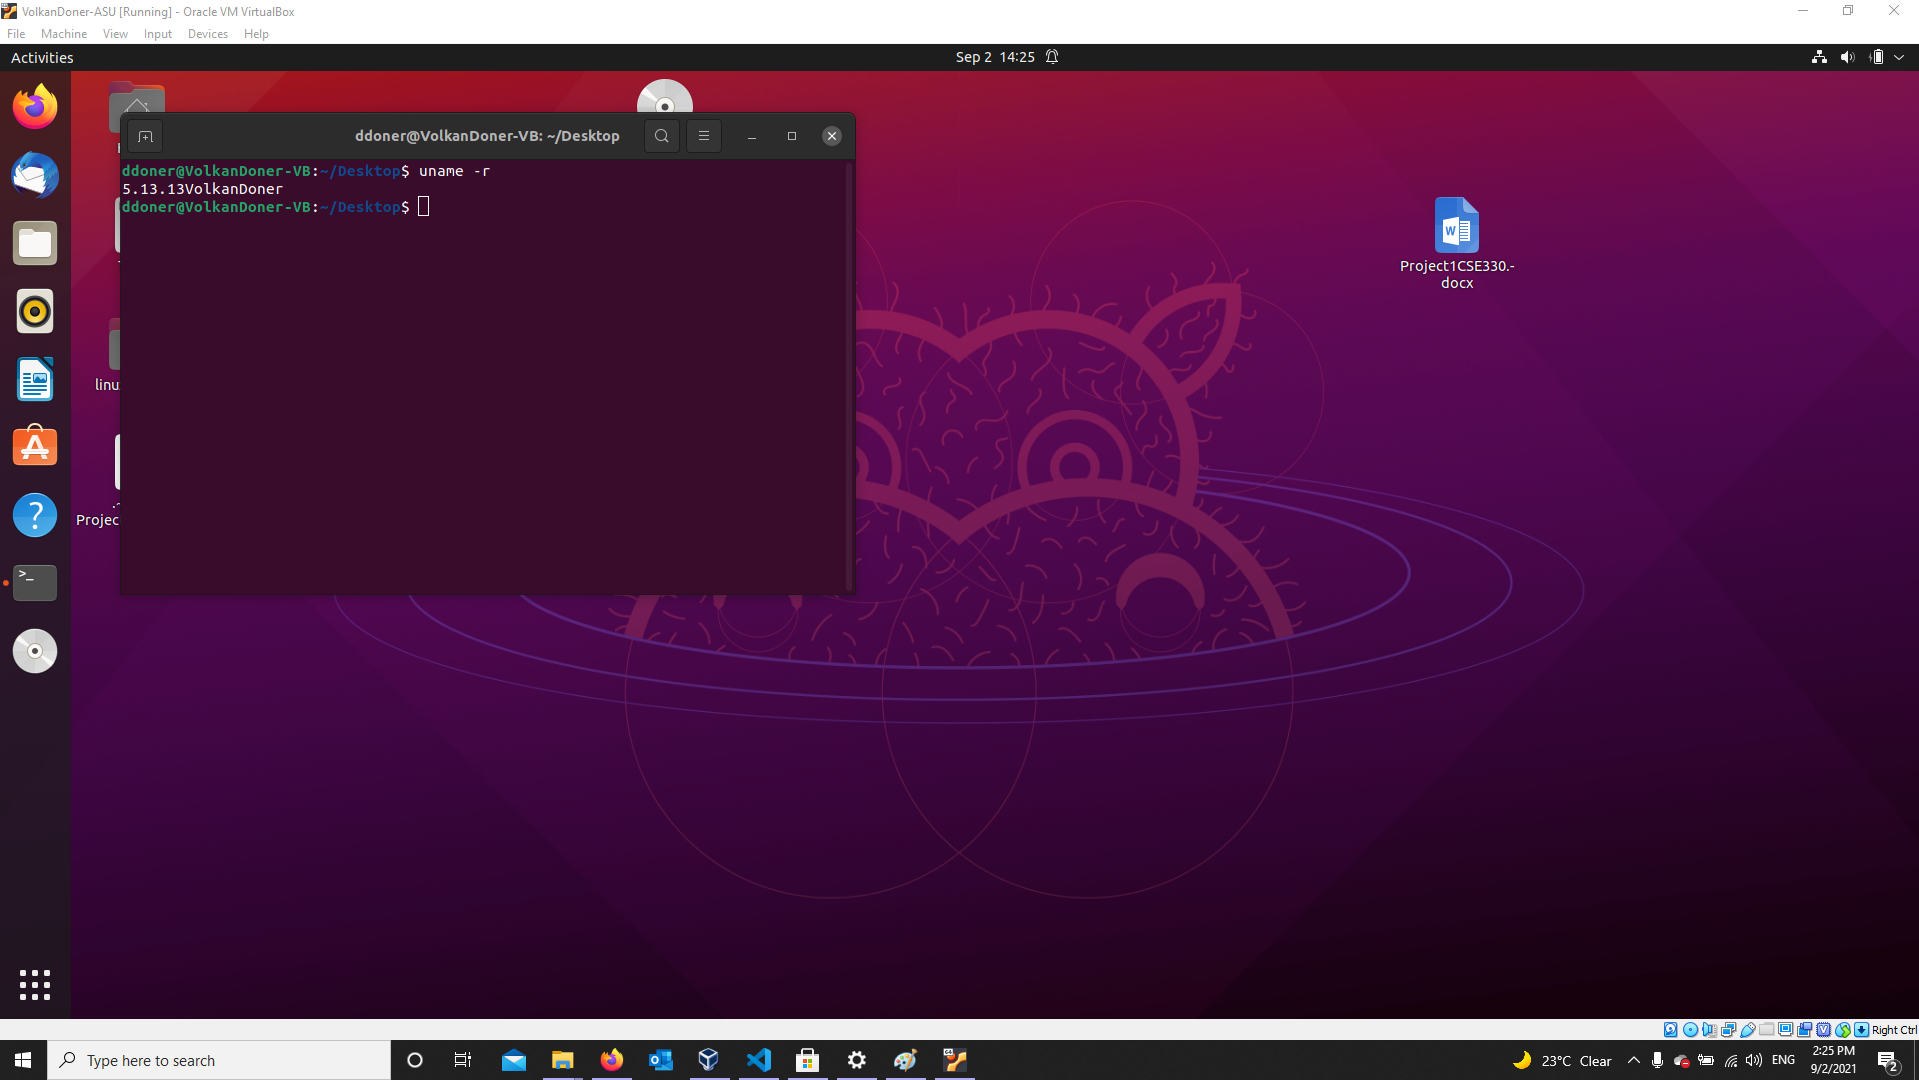 VolkanDoner-ASU [Running] - Oracle VM VirtualBox
File Machine View Input Devices Help
Activities
Sep 2 14:25
ddoner@VolkanDoner-VB: ~/Desktop
ddoner@VolkanDoner-VB:~/Desktop$ uname -r
5.13.13VolkanDoner
ddoner@VolkanDoner-VB:~/Desktop$
Project1CSE330.-
docx
Right Ctrl
Type here to search
23°C Clear
ENG
2:25 PM
9/2/2021
2